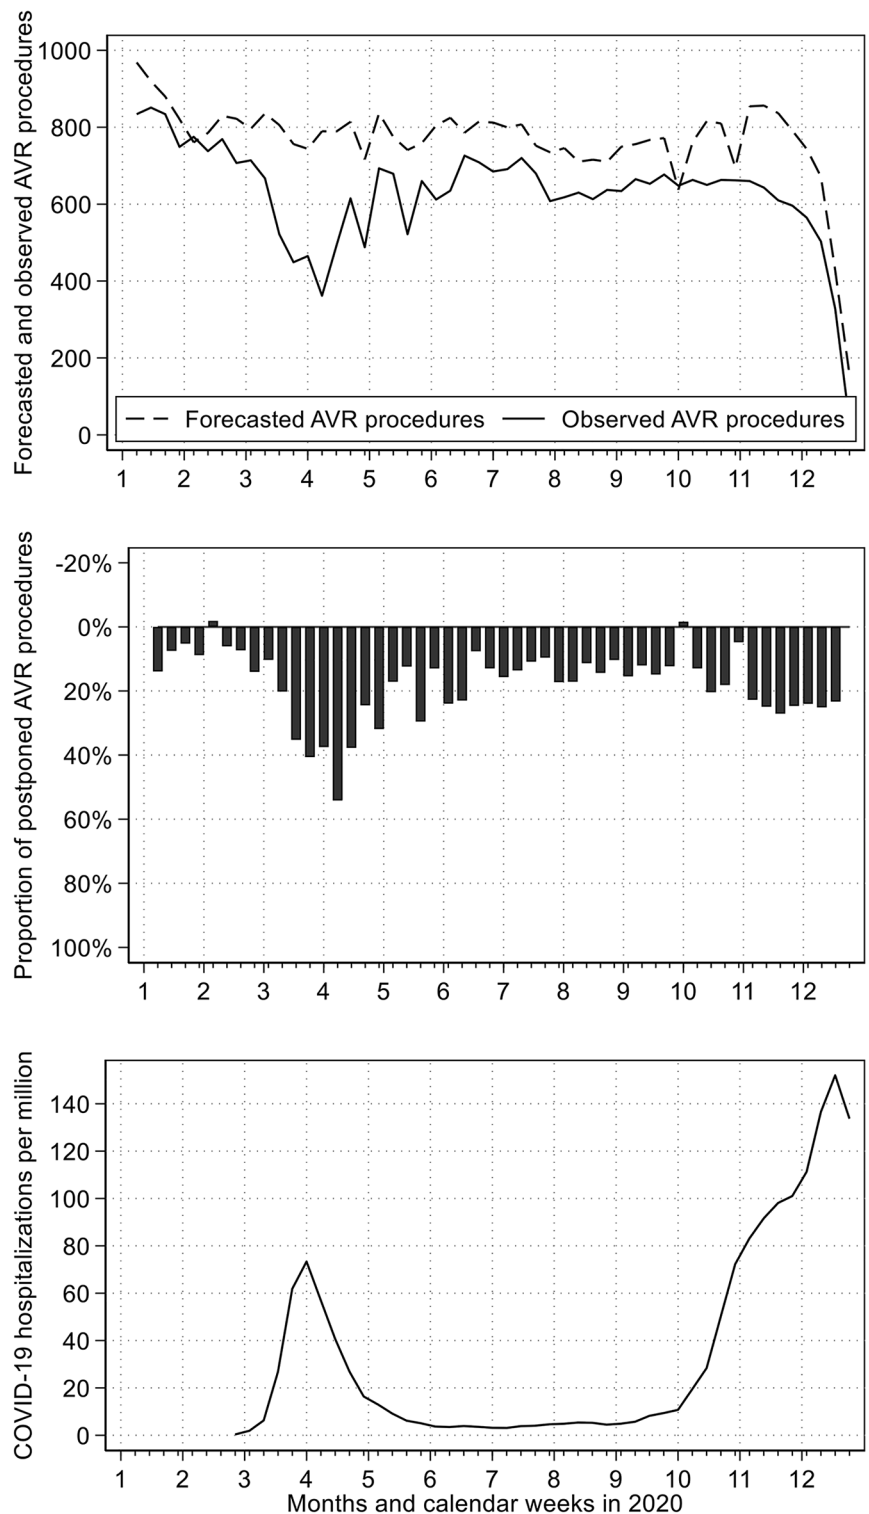 Forecasted and observed AVR procedures
1000
800
600
400
200
0
Forecasted AVR procedures
Observed AVR procedures
1 2 3 4 5 6 7 8 9 10 11 12
Proportion of postponed AVR procedures
-20%
0%
20%
40%
60%
80%
100%
1 2 3 4 5 6 7 8 9 10 11 12
COVID-19 hospitalizations per million
140
120
100
80
60
40
20
0
1 2 3 4 5 6 7 8 9 10 11 12
Months and calendar weeks in 2020